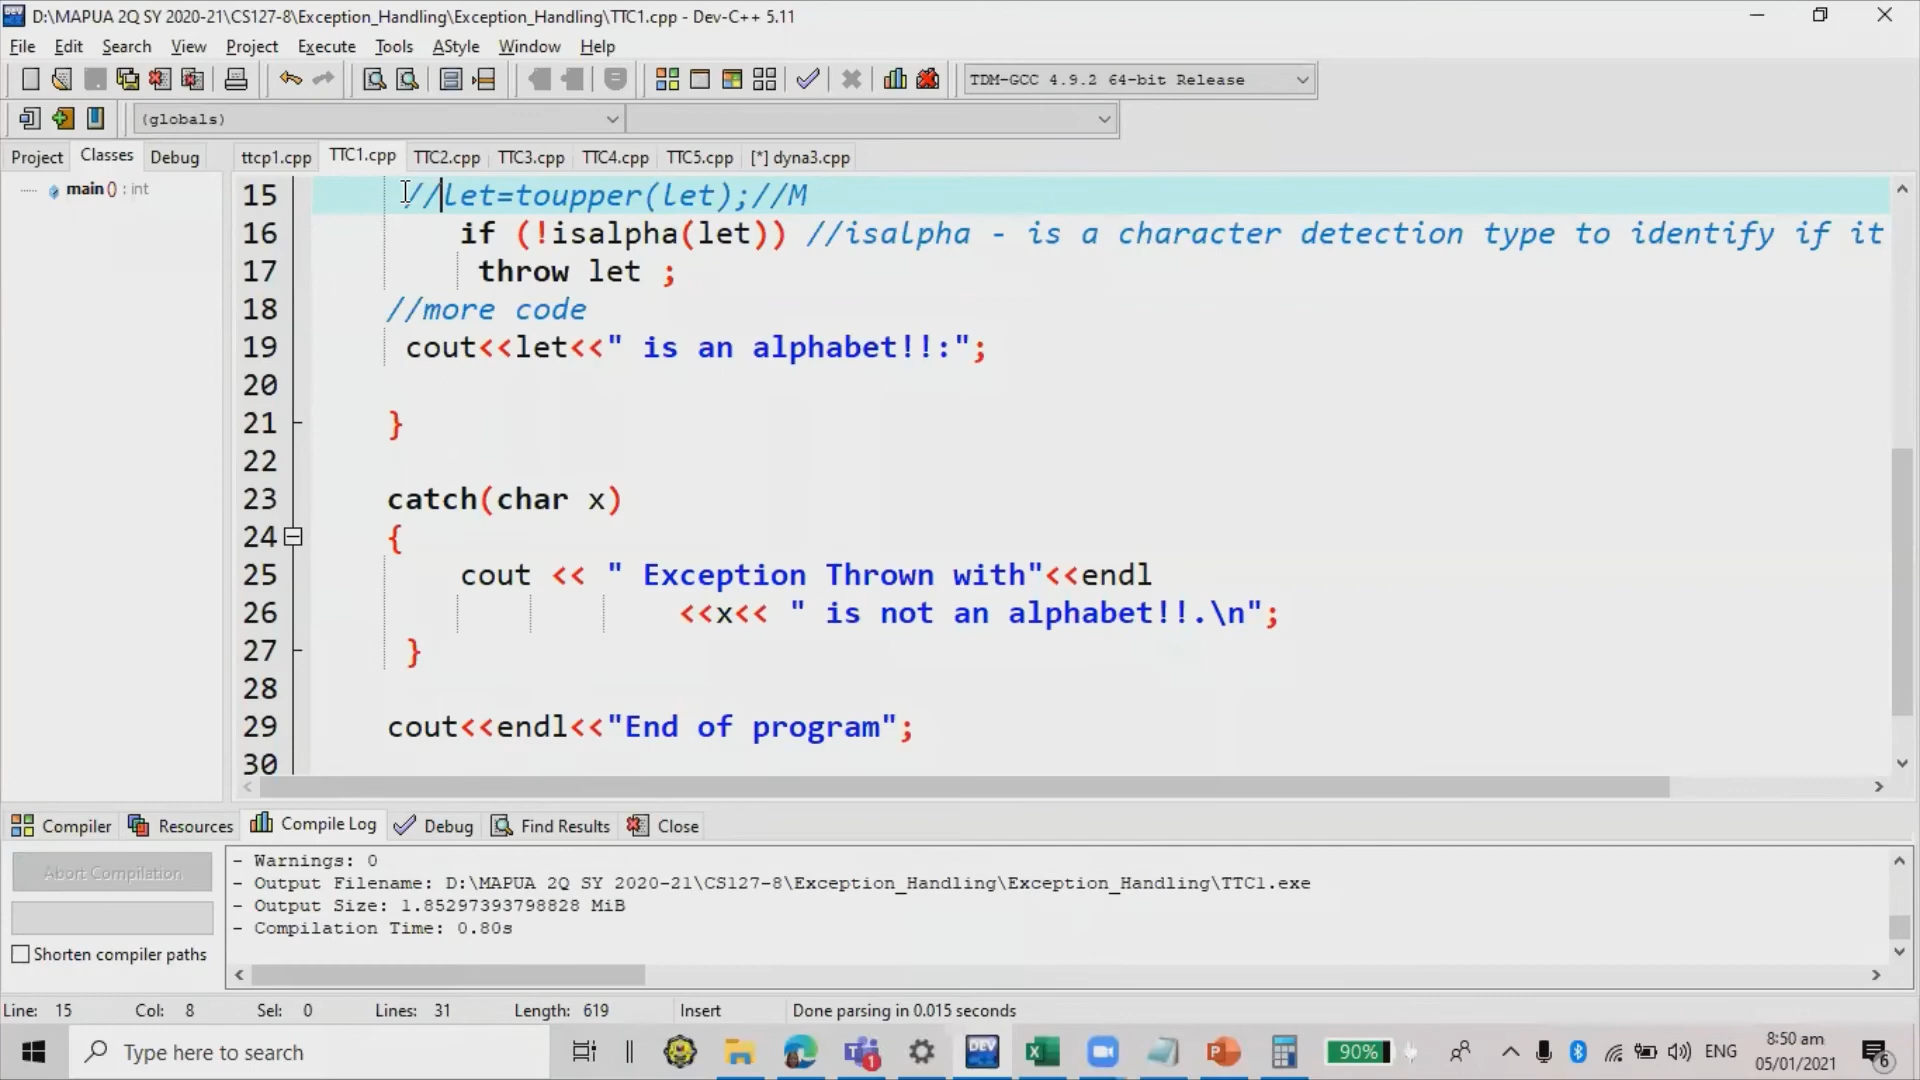 D:\MAPUA 2Q SY 2020-21\CS127-8\Exception_Handling\Exception_Handling\TTC1.cpp - Dev-C++ 5.11
File Edit Search View Project Execute Tools AStyle Window Help
TDM-GCC 4.9.2 64-bit Release
(globals)
Project Classes Debug ttcp1.cpp TTC1.cpp TTC2.cpp TTC3.cpp TTC4.cpp TTC5.cpp [*] dyna3.cpp
main () : int
15 //let=toupper(let);//M
16 if (!isalpha(let)) //isalpha - is a character detection type to identify if it
17 throw let ;
18 //more code
19 cout<<let<<" is an alphabet!!:";
20
21 }
22
23 catch(char x)
24 {
25 cout << " Exception Thrown with"<<endl
26 <<x<< " is not an alphabet!!.\n";
27 }
28
29 cout<<endl<<"End of program";
30
Compiler Resources Compile Log Debug Find Results Close
Abort Compilation
Shorten compiler paths
- Warnings: 0
- Output Filename: D:\MAPUA 2Q SY 2020-21\CS127-8\Exception_Handling\Exception_Handling\TTC1.exe
- Output Size: 1.85297393798828 MiB
- Compilation Time: 0.80s
Line: 15 Col: 8 Sel: 0 Lines: 31 Length: 619 Insert Done parsing in 0.015 seconds
Type here to search
DEV
1
90%
ENG
8:50 am
05/01/2021
6